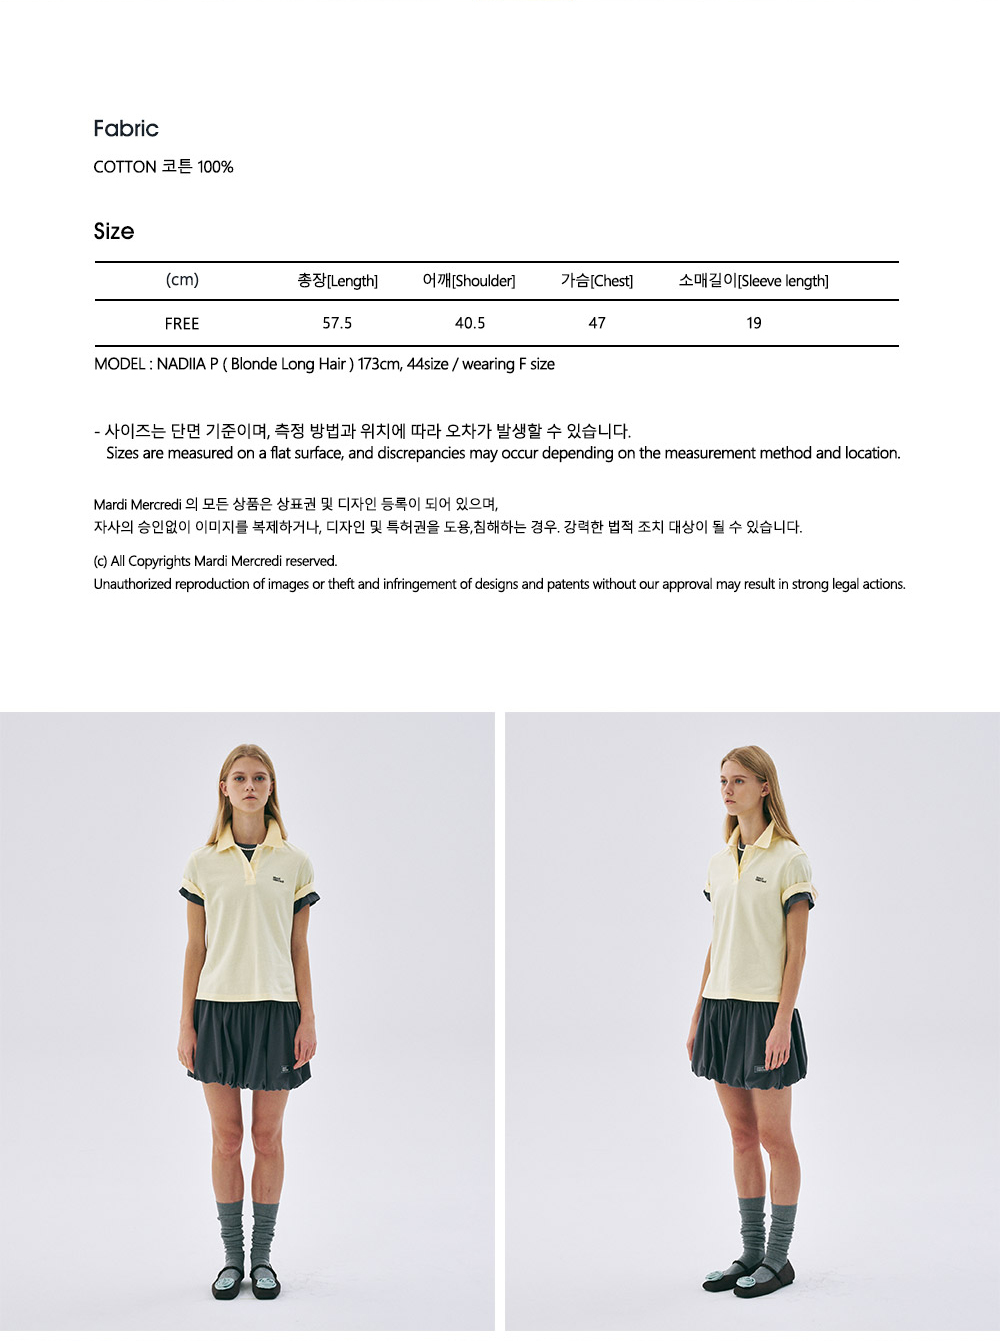 Fabric
COTTON 코튼 100%
Size
(cm) 총장[Length] 어깨[Shoulder] 가슴[Chest] 소매길이[Sleeve length]
FREE 57.5 40.5 47 19
MODEL : NADIIA P ( Blonde Long Hair ) 173cm, 44size / wearing F size
- 사이즈는 단면 기준이며, 측정 방법과 위치에 따라 오차가 발생할 수 있습니다.
Sizes are measured on a flat surface, and discrepancies may occur depending on the measurement method and location.
Mardi Mercredi 의 모든 상품은 상표권 및 디자인 등록이 되어 있으며,
자사의 승인없이 이미지를 복제하거나, 디자인 및 특허권을 도용,침해하는 경우. 강력한 법적 조치 대상이 될 수 있습니다.
(c) All Copyrights Mardi Mercredi reserved.
Unauthorized reproduction of images or theft and infringement of designs and patents without our approval may result in strong legal actions.